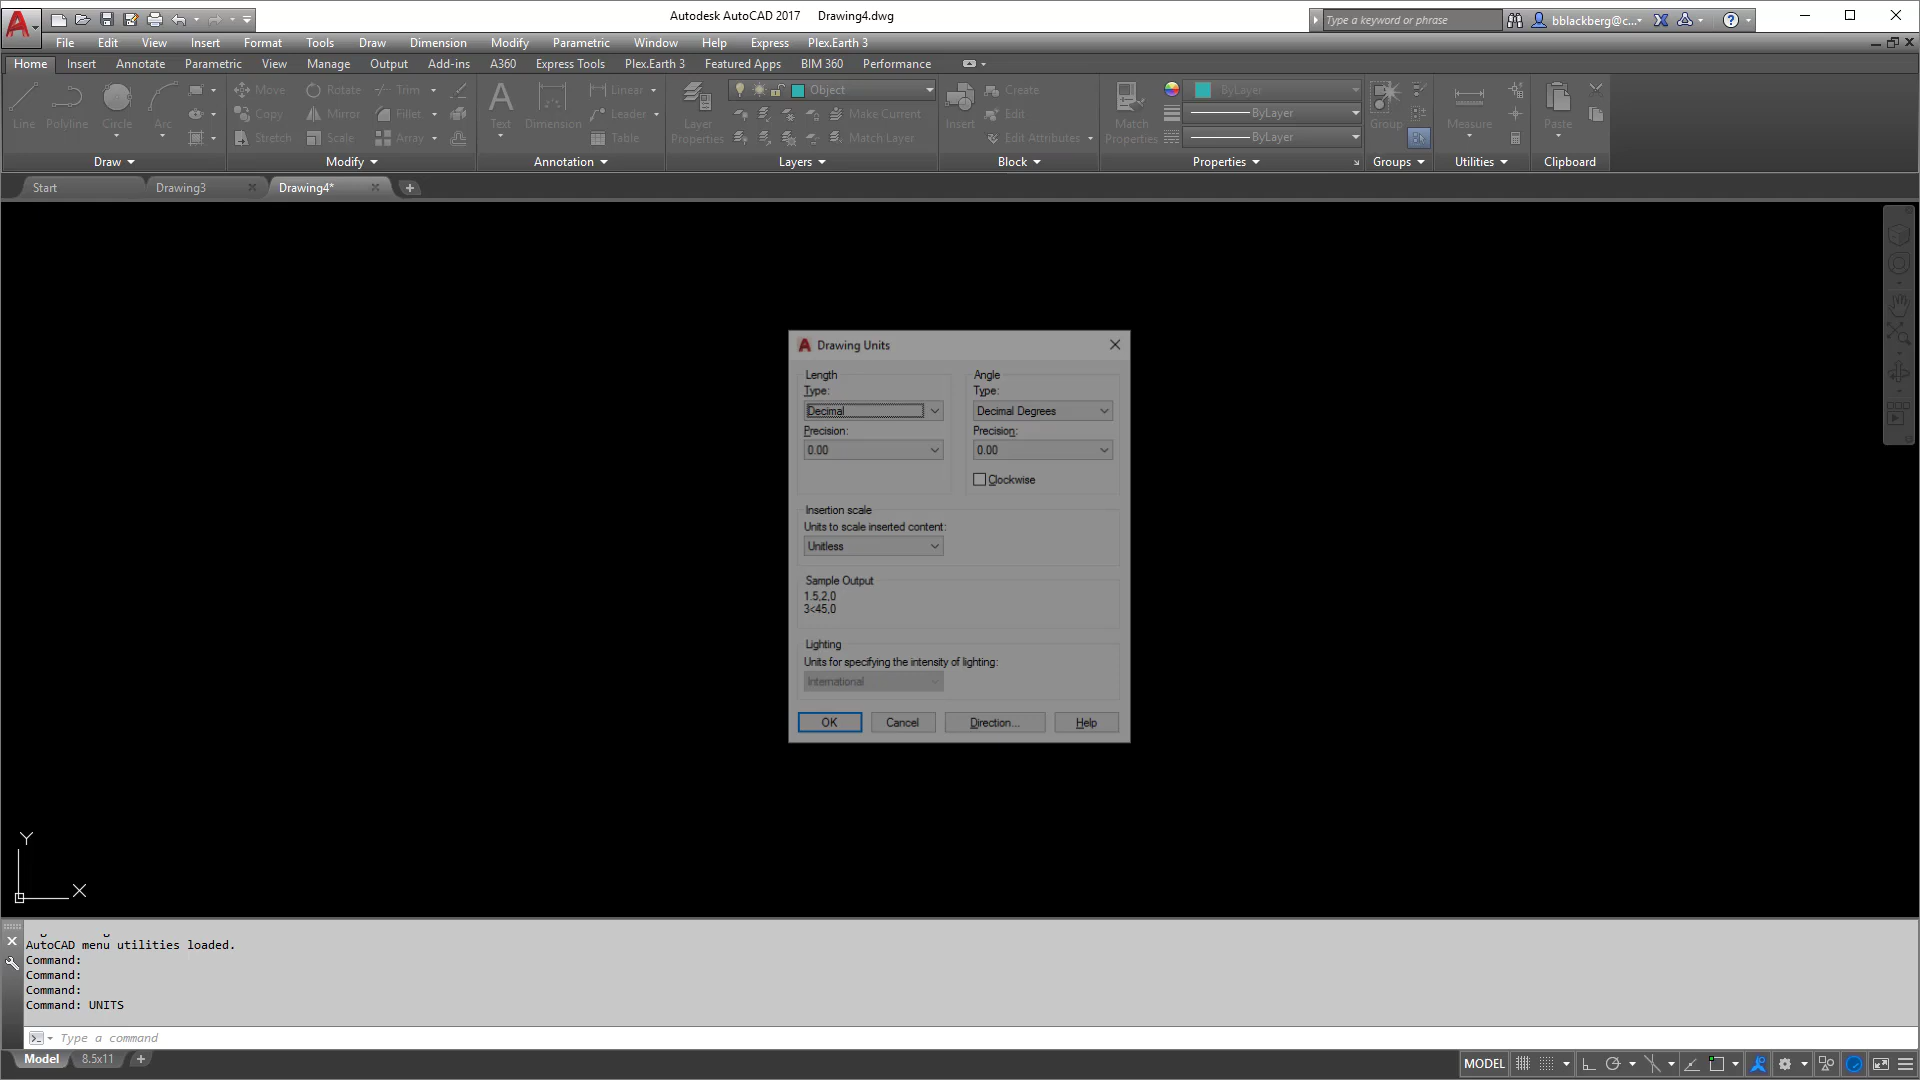 Autodesk AutoCAD 2017 Drawing4.dwg
Type a keyword or phrase
bblackberg@c...
File Edit View Insert Format Tools Draw Dimension Modify Parametric Window Help Express Plex.Earth 3
Home Insert Annotate Parametric View Manage Output Add-ins A360 Express Tools Plex.Earth 3 Featured Apps BIM 360 Performance
Line Polyline Circle Arc
Move Rotate Trim
Copy Mirror Fillet
Stretch Scale Array
Text Dimension
Linear
Leader
Table
Layer Properties
Object
Make Current
Match Layer
Insert
Create
Edit
Edit Attributes
Match Properties
ByLayer
ByLayer
ByLayer
Group
Measure
Paste
Draw Modify Annotation Layers Block Properties Groups Utilities Clipboard
Start Drawing3 Drawing4*
Drawing Units
Length
Type:
Decimal
Precision:
0.00
Angle
Type:
Decimal Degrees
Precision:
0.00
Clockwise
Insertion scale
Units to scale inserted content:
Unitless
Sample Output
1.5,2,0
3<45,0
Lighting
Units for specifying the intensity of lighting:
International
OK Cancel Direction... Help
Y
X
AutoCAD menu utilities loaded.
Command:
Command:
Command:
Command: UNITS
Type a command
Model 8.5x11
MODEL